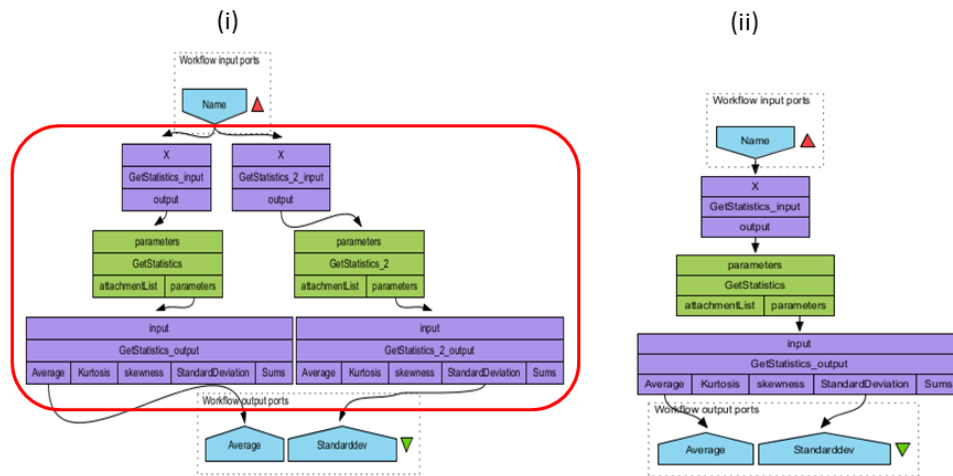 (i)
Workflow input ports
Name
X X
GetStatistics_input GetStatistics_2_input
output output
parameters parameters
GetStatistics GetStatistics_2
attachmentList parameters attachmentList parameters
input input
GetStatistics_output GetStatistics_2_output
Average Kurtosis skewness StandardDeviation Sums Average Kurtosis skewness StandardDeviation Sums
Workflow output ports
Average Standarddev
(ii)
Workflow input ports
Name
X
GetStatistics_input
output
parameters
GetStatistics
attachmentList parameters
input
GetStatistics_output
Average Kurtosis skewness StandardDeviation Sums
Workflow output ports
Average Standarddev